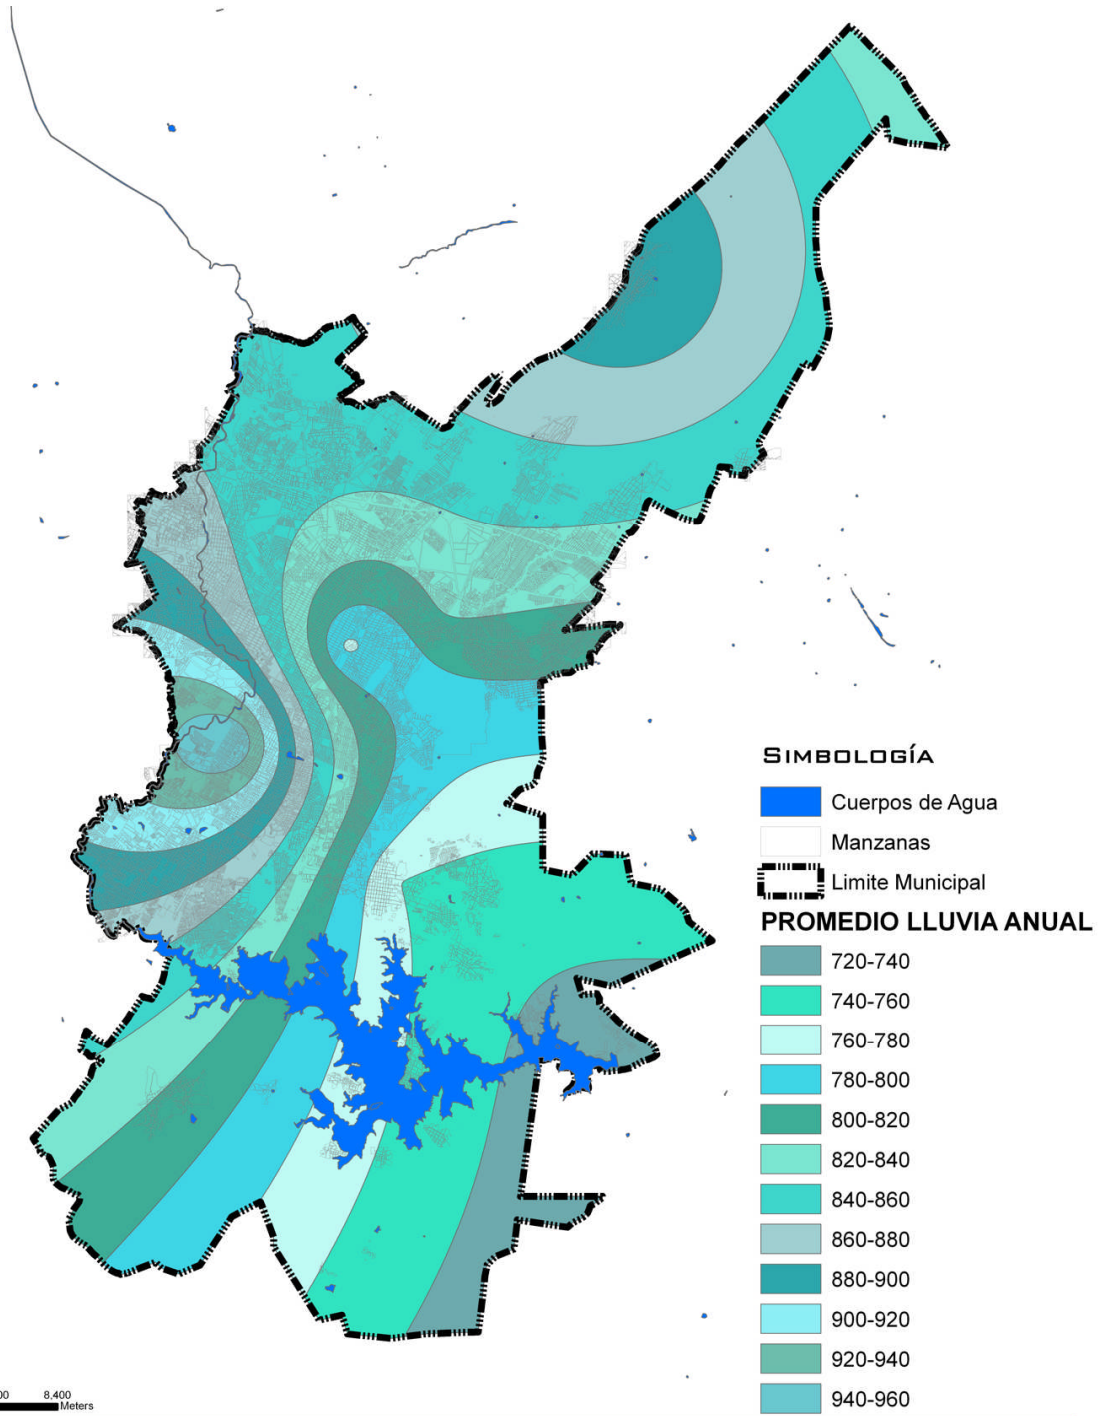 SIMBOLOGÍA
Cuerpos de Agua
Manzanas
Limite Municipal
PROMEDIO LLUVIA ANUAL
720-740
740-760
760-780
780-800
800-820
820-840
840-860
860-880
880-900
900-920
920-940
940-960
00 8,400
Meters